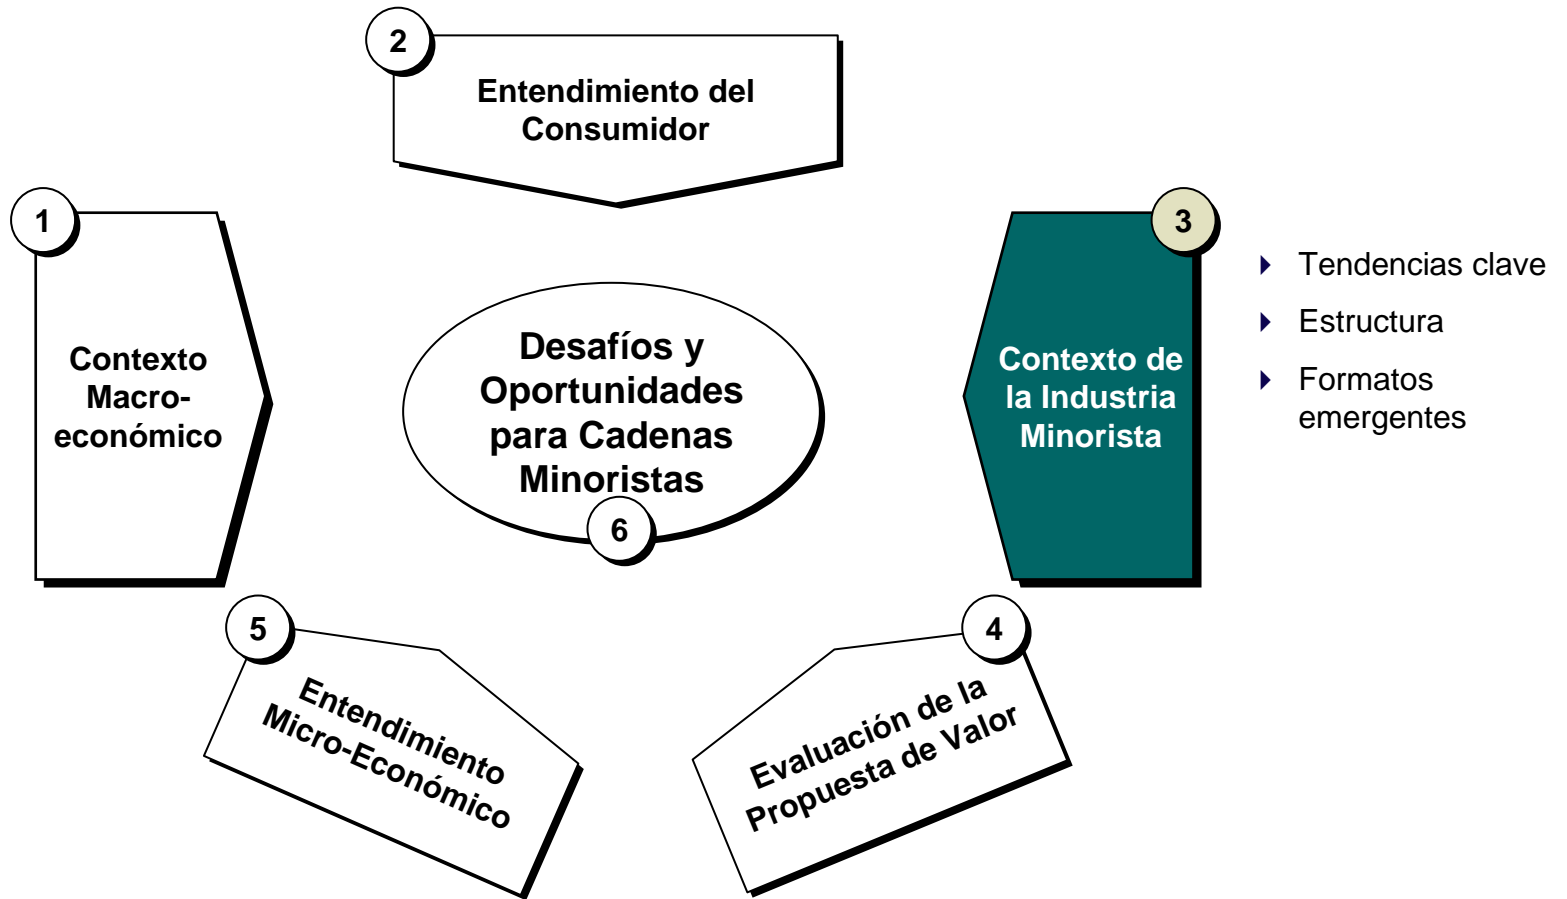 2
Entendimiento del
Consumidor
1
Contexto
Macro-
económico
3
Contexto de
la Industria
Minorista
Tendencias clave
Estructura
Formatos
emergentes
Desafíos y
Oportunidades
para Cadenas
Minoristas
6
5
Entendimiento
Micro-Económico
4
Evaluación de la
Propuesta de Valor